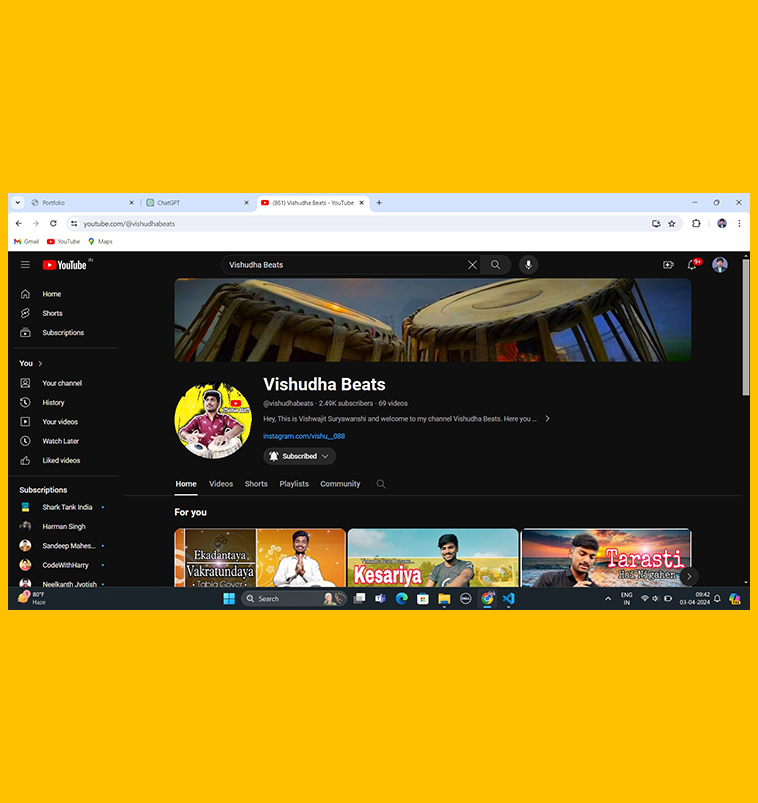 Portfolio
ChatGPT
(861) Vishudha Beats - YouTube
youtube.com/@vishudhabeats
Gmail YouTube Maps
YouTube IN
Vishudha Beats
9+
Home
Shorts
Subscriptions
You
Your channel
History
Your videos
Watch Later
Liked videos
Subscriptions
Shark Tank India
Harman Singh
Sandeep Mahes...
CodeWithHarry
Neelkanth Jyotish
Vishudha Beats
@vishudhabeats · 2.49K subscribers · 69 videos
Hey, This is Vishwajit Suryawanshi and welcome to my channel Vishudha Beats. Here you ...
instagram.com/vishu__088
Subscribed
Home Videos Shorts Playlists Community
For you
Ekadantaya
Vakratundaya
Tabla Cover
Kesariya
Tarasti
Hai Nigahen
80°F
Haze
Search
ENG
IN
09:42
03-04-2024